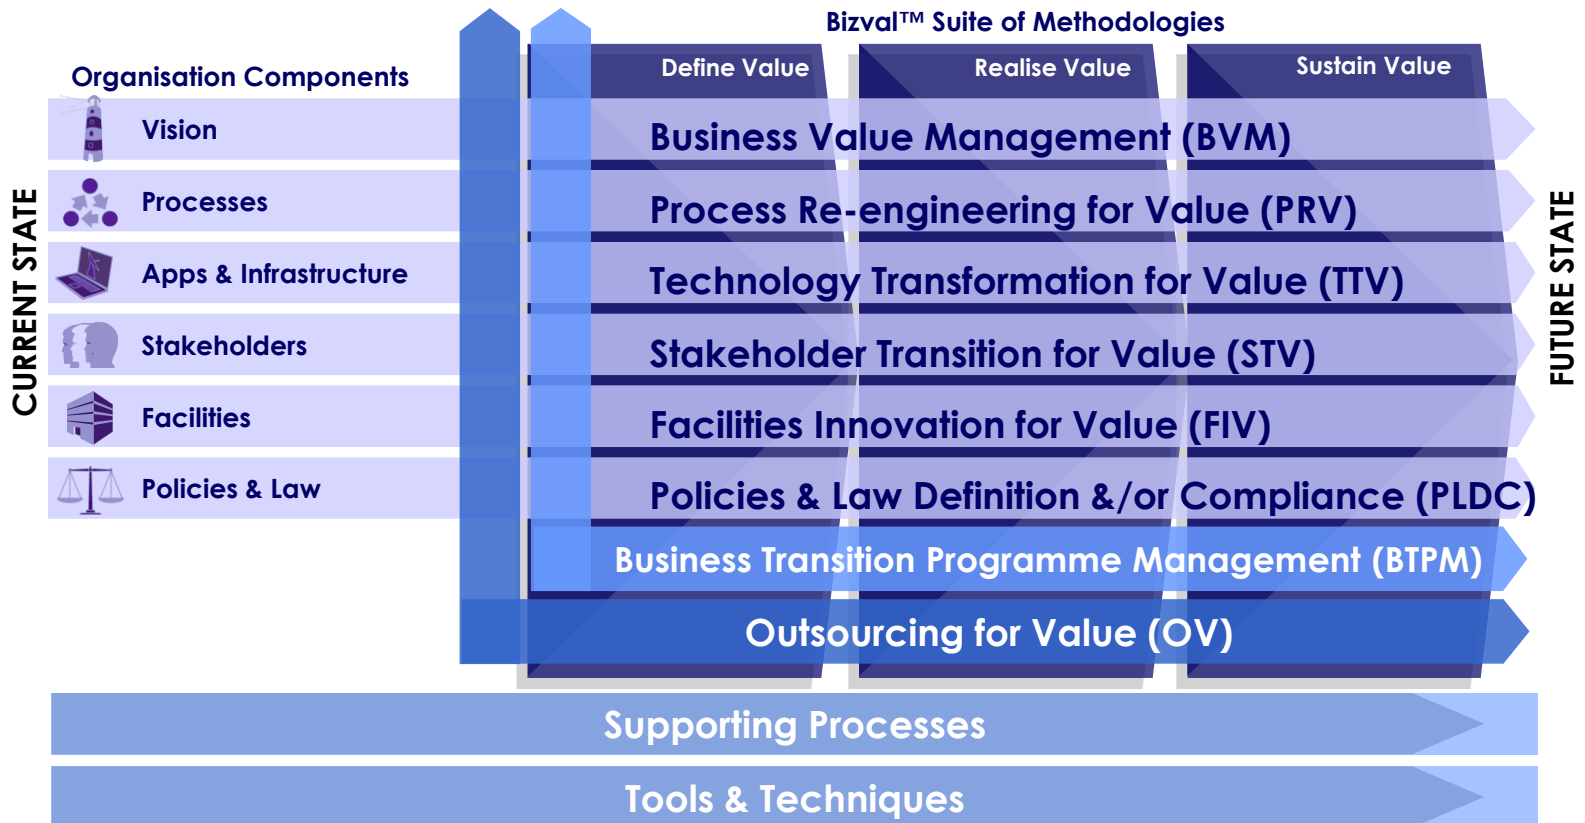 Bizval™ Suite of Methodologies
Organisation Components
Define Value
Realise Value
Sustain Value
CURRENT STATE
FUTURE STATE
Vision
Business Value Management (BVM)
Processes
Process Re-engineering for Value (PRV)
Apps & Infrastructure
Technology Transformation for Value (TTV)
Stakeholders
Stakeholder Transition for Value (STV)
Facilities
Facilities Innovation for Value (FIV)
Policies & Law
Policies & Law Definition &/or Compliance (PLDC)
Business Transition Programme Management (BTPM)
Outsourcing for Value (OV)
Supporting Processes
Tools & Techniques